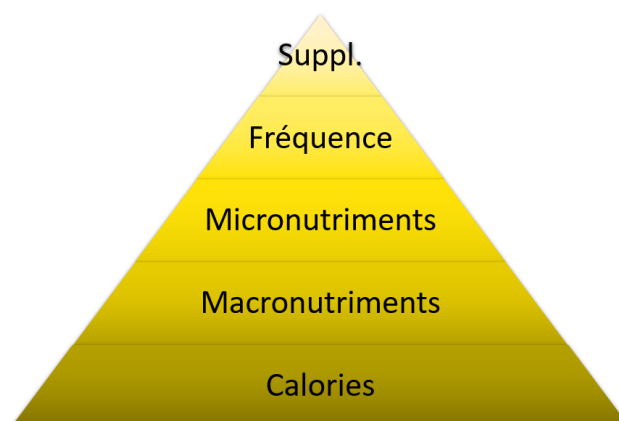 Suppl.
Fréquence
Micronutriments
Macronutriments
Calories